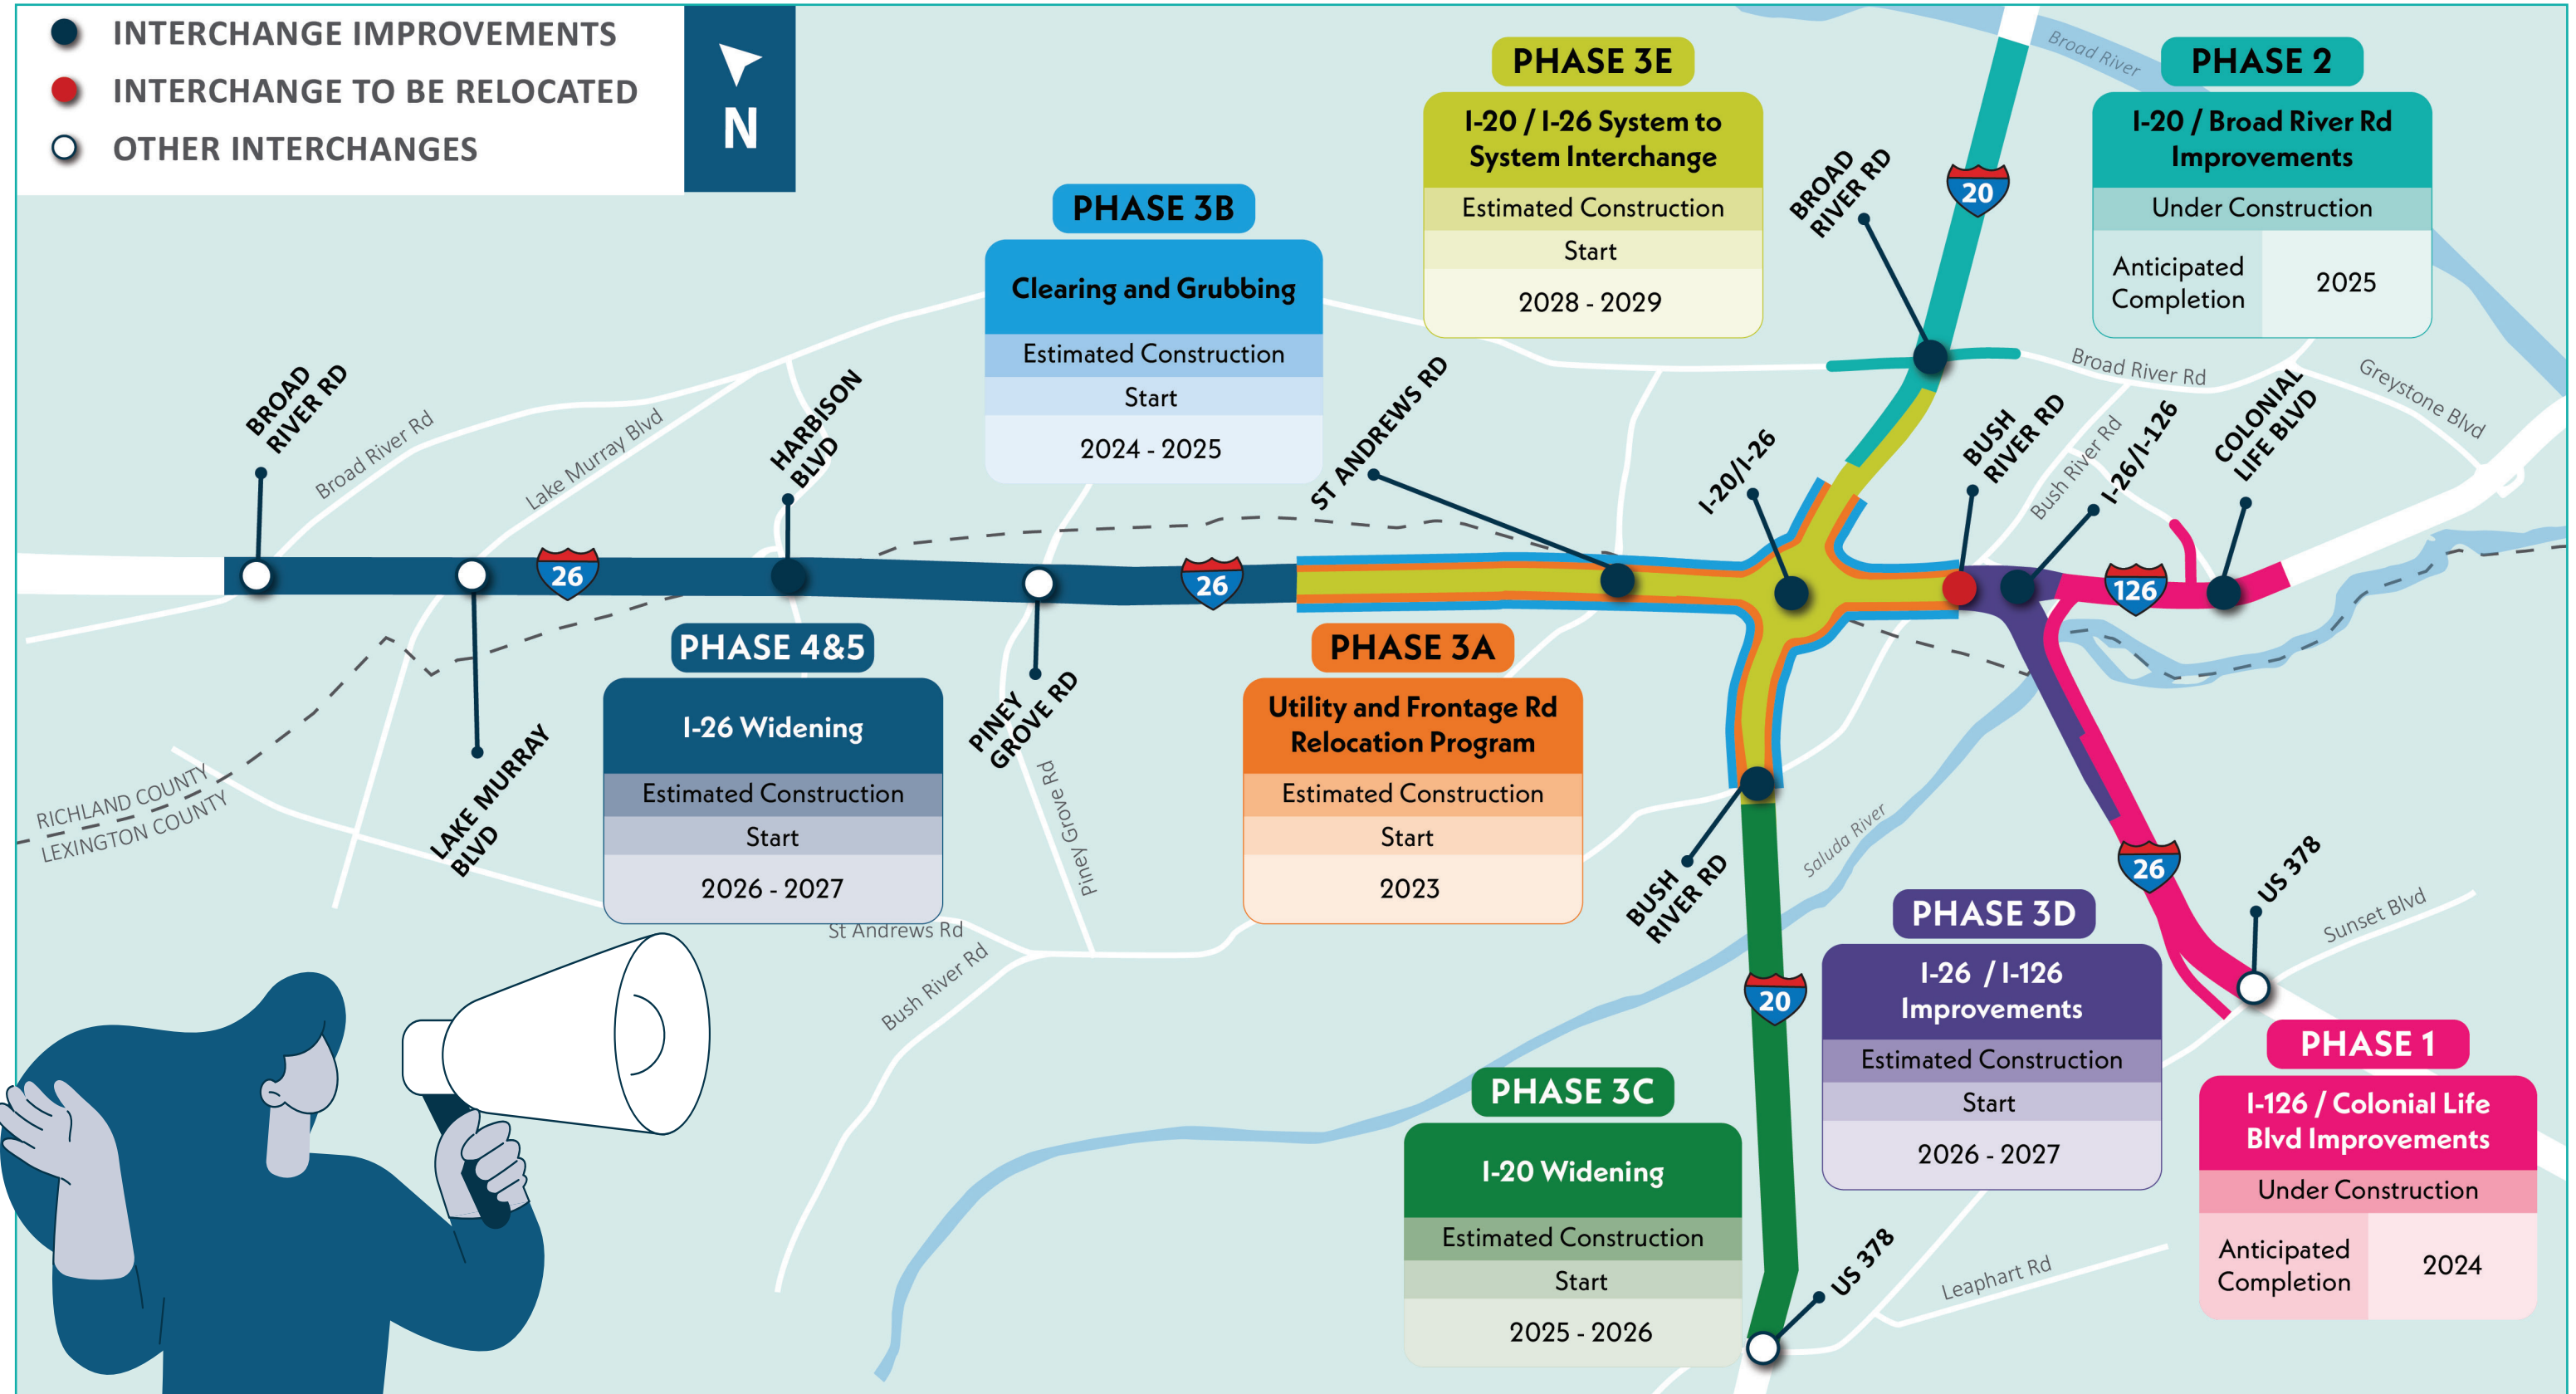 INTERCHANGE IMPROVEMENTS
INTERCHANGE TO BE RELOCATED
OTHER INTERCHANGES
N
PHASE 3B
Clearing and Grubbing
Estimated Construction
Start
2024 - 2025
PHASE 3E
I-20 / I-26 System to
System Interchange
Estimated Construction
Start
2028 - 2029
PHASE 2
I-20 / Broad River Rd
Improvements
Under Construction
Anticipated
Completion
2025
Broad River
20
BROAD
RIVER RD
Broad River Rd
Greystone Blvd
BROAD
RIVER RD
Broad River Rd
Lake Murray Blvd
HARBISON
BLVD
ST ANDREWS RD
I-20/I-26
BUSH
RIVER RD
Bush River Rd
I-26/I-126
COLONIAL
LIFE BLVD
26
26
126
PHASE 4&5
I-26 Widening
Estimated Construction
Start
2026 - 2027
PINEY
GROVE RD
Piney Grove Rd
PHASE 3A
Utility and Frontage Rd
Relocation Program
Estimated Construction
Start
2023
RICHLAND COUNTY
LEXINGTON COUNTY
LAKE MURRAY
BLVD
St Andrews Rd
Bush River Rd
BUSH
RIVER RD
Saluda River
26
US 378
Sunset Blvd
20
PHASE 3D
I-26 / I-126
Improvements
Estimated Construction
Start
2026 - 2027
PHASE 1
I-126 / Colonial Life
Blvd Improvements
Under Construction
Anticipated
Completion
2024
PHASE 3C
I-20 Widening
Estimated Construction
Start
2025 - 2026
US 378
Leaphart Rd